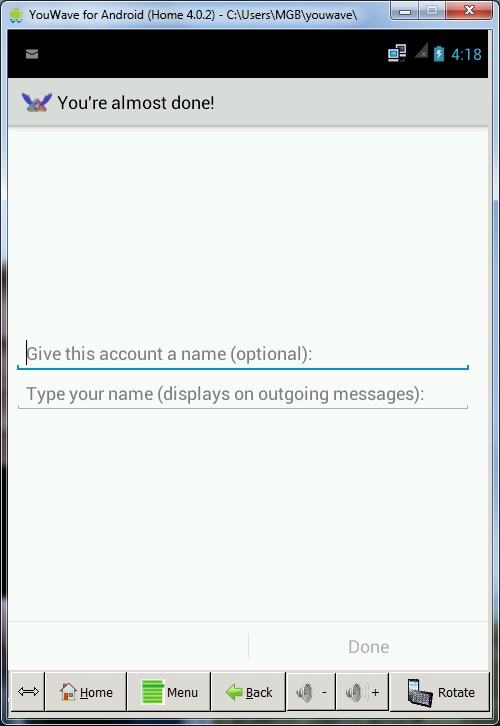 YouWave for Android (Home 4.0.2) - C:\Users\MGB\youwave\
4:18
You're almost done!
Give this account a name (optional):
Type your name (displays on outgoing messages):
Done
Home Menu Back - + Rotate